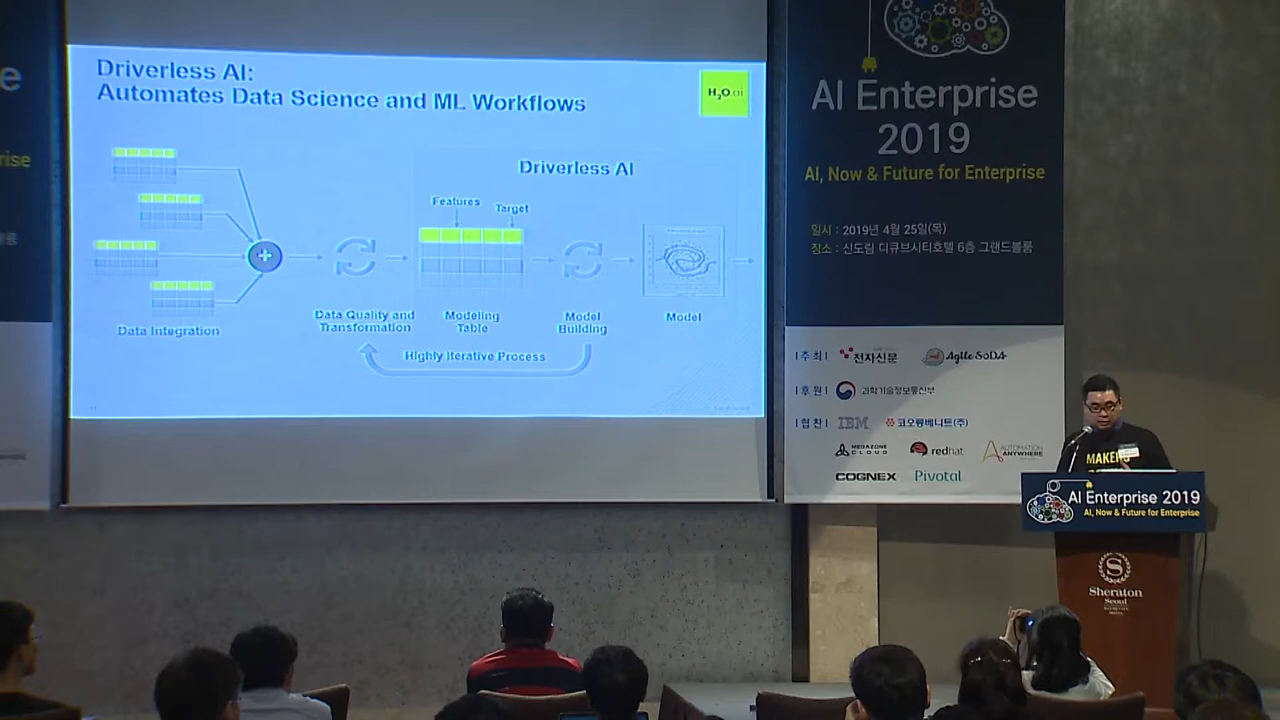 Driverless AI:
Automates Data Science and ML Workflows
H2O.ai
Driverless AI
Features
Target
Data Integration
Data Quality and
Transformation
Modeling
Table
Model
Building
Model
Highly Iterative Process
Confidential
e
rise
AI Enterprise
2019
AI, Now & Future for Enterprise
일시 : 2019년 4월 25일(목)
장소 : 신도림 디큐브시티호텔 6층 그랜드볼룸
주최
전자신문
Agile SoDA
후원
과학기술정보통신부
협찬
IBM
코오롱베니트(주)
MEGAZONE
CLOUD
redhat
AUTOMATION
ANYWHERE
COGNEX
Pivotal
AI Enterprise 2019
AI, Now & Future for Enterprise
S
Sheraton
Seoul